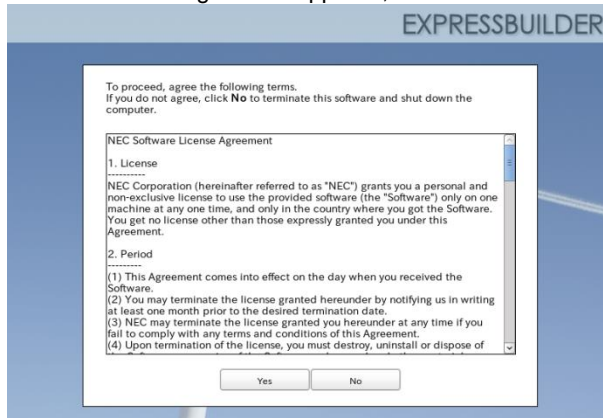 EXPRESSBUILDER
To proceed, agree the following terms.
If you do not agree, click No to terminate this software and shut down the
computer.
NEC Software License Agreement
1. License
----------
NEC Corporation (hereinafter referred to as "NEC") grants you a personal and
non-exclusive license to use the provided software (the "Software") only on one
machine at any one time, and only in the country where you got the Software.
You get no license other than those expressly granted you under this
Agreement.
2. Period
---------
(1) This Agreement comes into effect on the day when you received the
Software.
(2) You may terminate the license granted hereunder by notifying us in writing
at least one month prior to the desired termination date.
(3) NEC may terminate the license granted you hereunder at any time if you
fail to comply with any terms and conditions of this Agreement.
(4) Upon termination of the license, you must destroy, uninstall or dispose of
Yes No